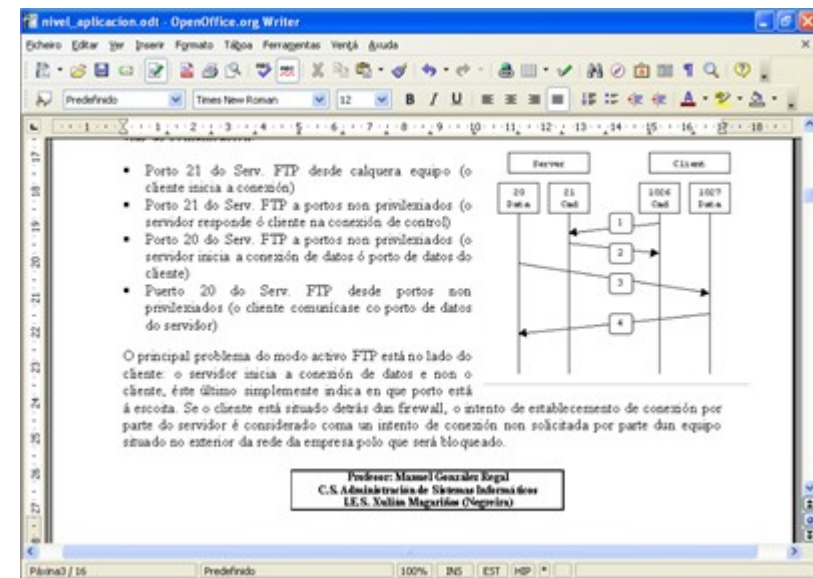 nivel_aplicacion.odt - OpenOffice.org Writer
Ficheiro Editar Ver Inserir Formato Táboa Ferramentas Ventá Axuda
Predefinido Times New Roman 12
Porto 21 do Serv. FTP desde calquera equipo (o
cliente inicia a conexión)
Porto 21 do Serv. FTP a portos non privilexiados (o
servidor responde ó cliente na conexión de control)
Porto 20 do Serv. FTP a portos non privilexiados (o
servidor inicia a conexión de datos ó porto de datos do
cliente)
Puerto 20 do Serv. FTP desde portos non
privilexiados (o cliente comunícase co porto de datos
do servidor)
Server Client
20 Data
21 Cmd
1026 Cmd
1027 Data
1
2
3
4
O principal problema do modo activo FTP está no lado do
cliente: o servidor inicia a conexión de datos e non o
cliente, éste último simplemente indica en que porto está
á escoita. Se o cliente está situado detrás dun firewall, o intento de establecemento de conexión por
parte do servidor é considerado coma un intento de conexión non solicitada por parte dun equipo
situado no exterior da rede da empresa polo que será bloqueado.
Profesor: Manuel González Regal
C.S. Administración de Sistemas Informáticos
I.E.S. Xulián Magariños (Negreira)
Páxina3 / 16 Predefinido 100% INS EST HIP *